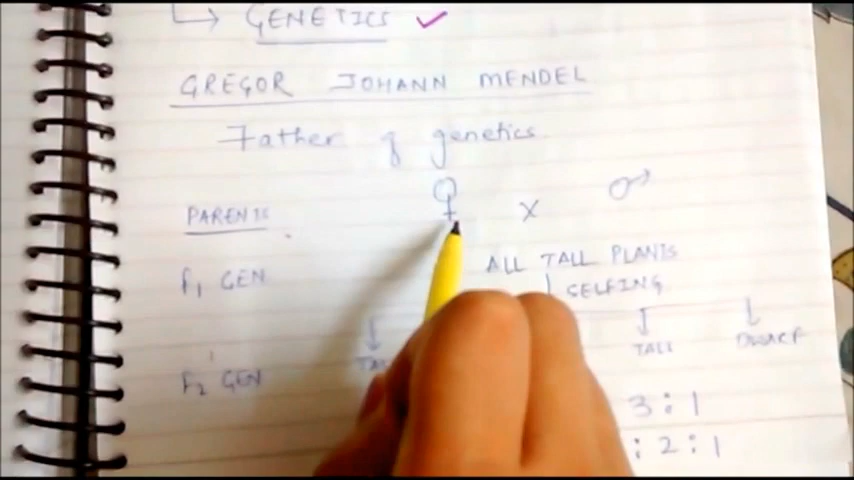 GENETICS
GREGOR JOHANN MENDEL
Father of genetics
PARENTS ♀ x ♂
F1 GEN ALL TALL PLANTS
SELFING
TALL DWARF
F2 GEN
3:1
:2:1